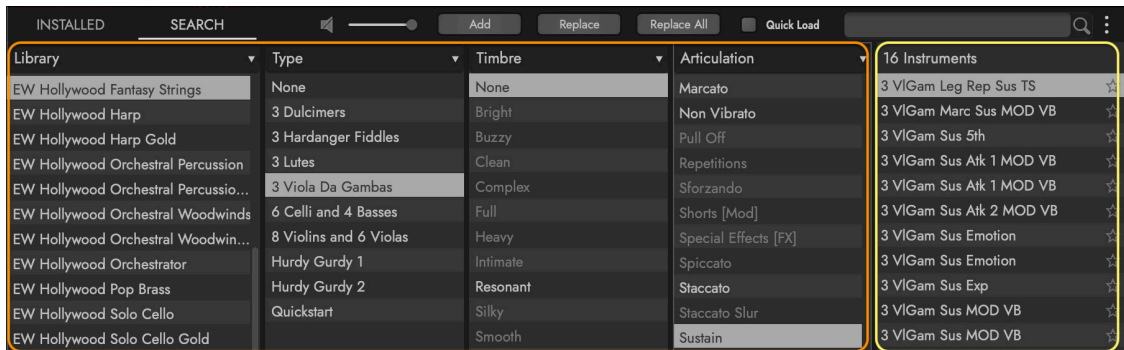 INSTALLED SEARCH Add Replace Replace All Quick Load
Library Type Timbre Articulation 16 Instruments
EW Hollywood Fantasy Strings None None Marcato 3 VlGam Leg Rep Sus TS
EW Hollywood Harp 3 Dulcimers Bright Non Vibrato 3 VlGam Marc Sus MOD VB
EW Hollywood Harp Gold 3 Hardanger Fiddles Buzzy Pull Off 3 VlGam Sus 5th
EW Hollywood Orchestral Percussion 3 Lutes Clean Repetitions 3 VlGam Sus Atk 1 MOD VB
EW Hollywood Orchestral Percussio... 3 Viola Da Gambas Complex Sforzando 3 VlGam Sus Atk 1 MOD VB
EW Hollywood Orchestral Woodwinds 6 Celli and 4 Basses Full Shorts [Mod] 3 VlGam Sus Atk 2 MOD VB
EW Hollywood Orchestral Woodwin... 8 Violins and 6 Violas Heavy Special Effects [FX] 3 VlGam Sus Emotion
EW Hollywood Orchestrator Hurdy Gurdy 1 Intimate Spiccato 3 VlGam Sus Emotion
EW Hollywood Pop Brass Hurdy Gurdy 2 Resonant Staccato 3 VlGam Sus Exp
EW Hollywood Solo Cello Quickstart Silky Staccato Slur 3 VlGam Sus MOD VB
EW Hollywood Solo Cello Gold Smooth Sustain 3 VlGam Sus MOD VB